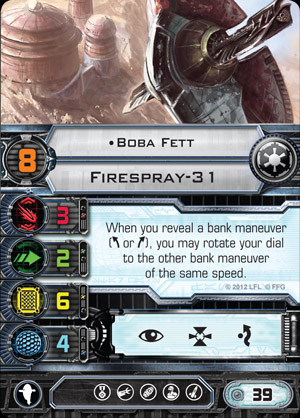 •Boba Fett
8
Firespray-31
3
When you reveal a bank maneuver
( or ), you may rotate your dial
to the other bank maneuver
of the same speed.
© 2012 LFL © FFG
2
6
4
39